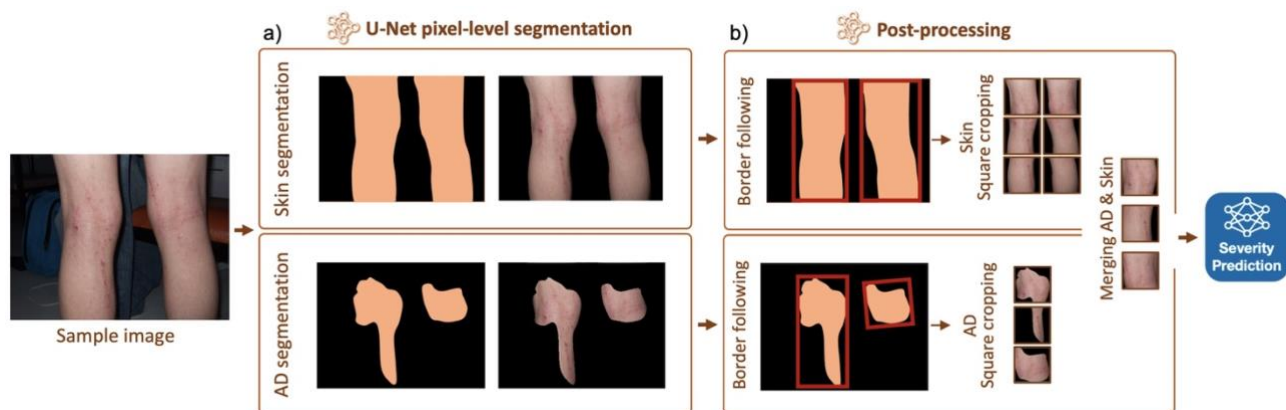 a)
U-Net pixel-level segmentation
b)
Post-processing
Sample image
Skin segmentation
Border following
Skin
Square cropping
AD segmentation
Border following
AD
Square cropping
Merging AD & Skin
Severity
Prediction